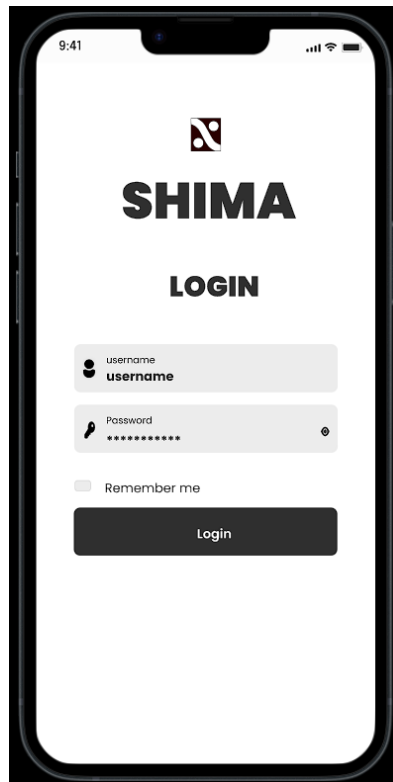 9:41
SHIMA
LOGIN
username
username
Password
***********
Remember me
Login